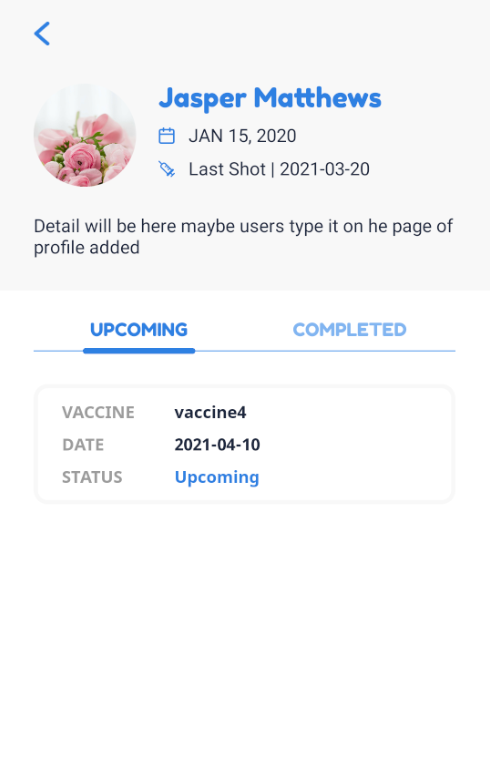 Jasper Matthews
JAN 15, 2020
Last Shot | 2021-03-20
Detail will be here maybe users type it on he page of
profile added
UPCOMING COMPLETED
VACCINE vaccine4
DATE 2021-04-10
STATUS Upcoming